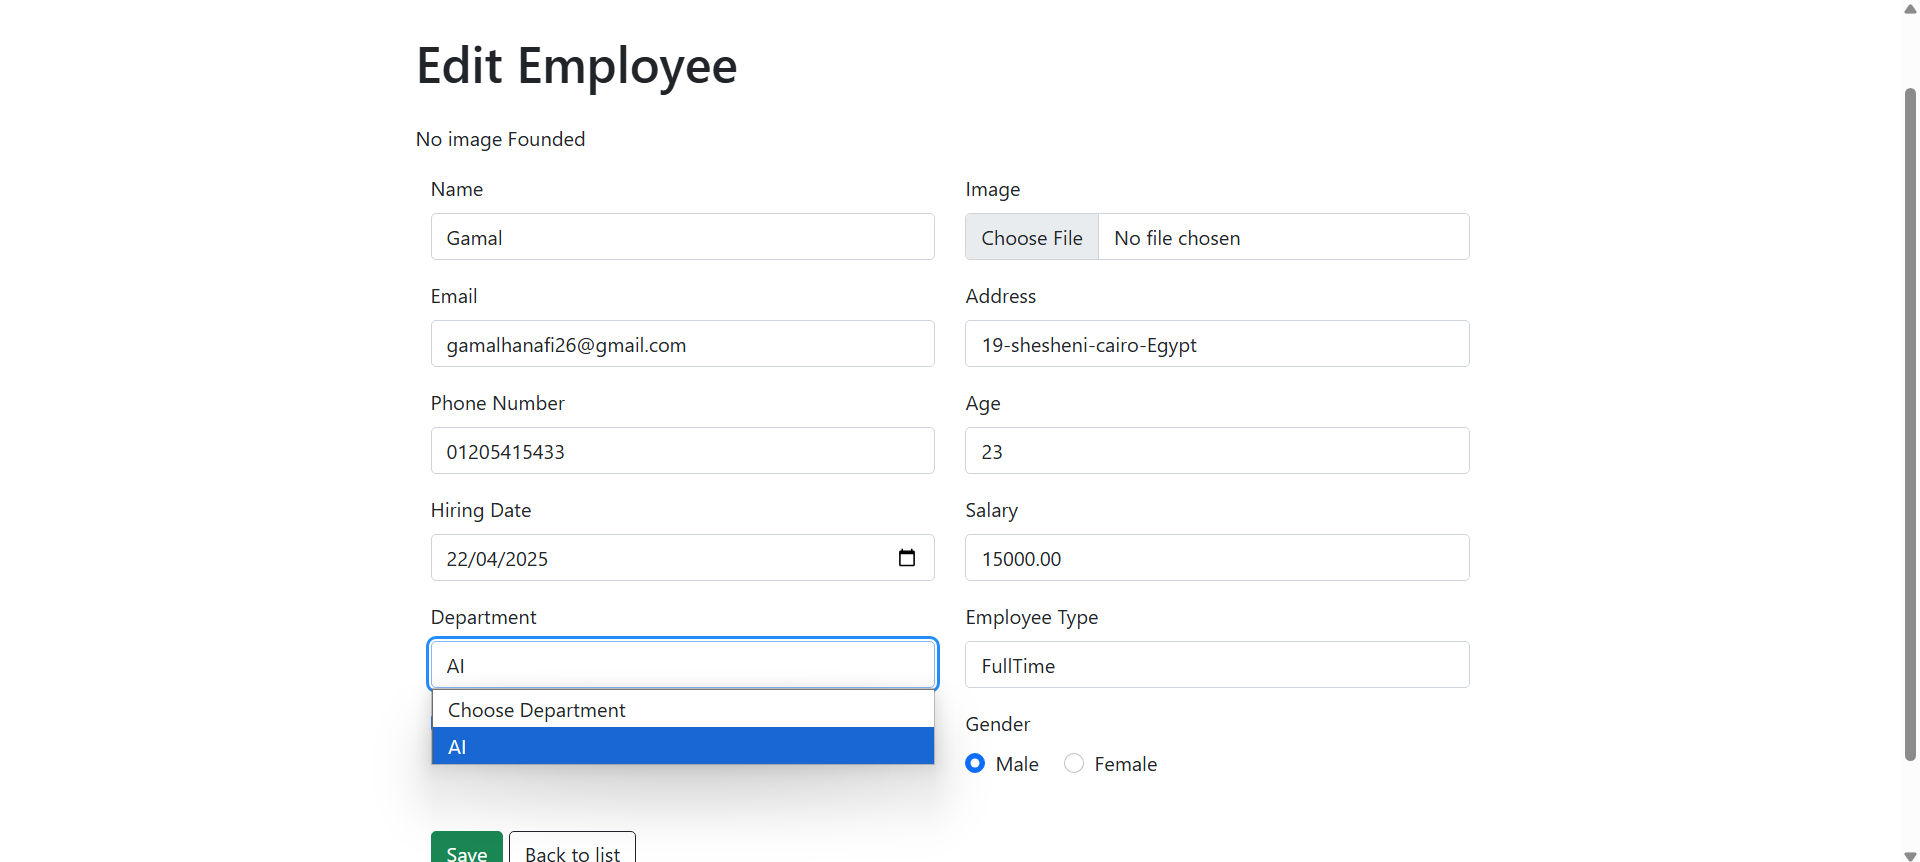 Edit Employee
No image Founded
Name
Image
Gamal
Choose File No file chosen
Email
Address
gamalhanafi26@gmail.com
19-shesheni-cairo-Egypt
Phone Number
Age
01205415433
23
Hiring Date
Salary
22/04/2025
15000.00
Department
Employee Type
AI
FullTime
Choose Department
AI
Gender
Male Female
Save Back to list